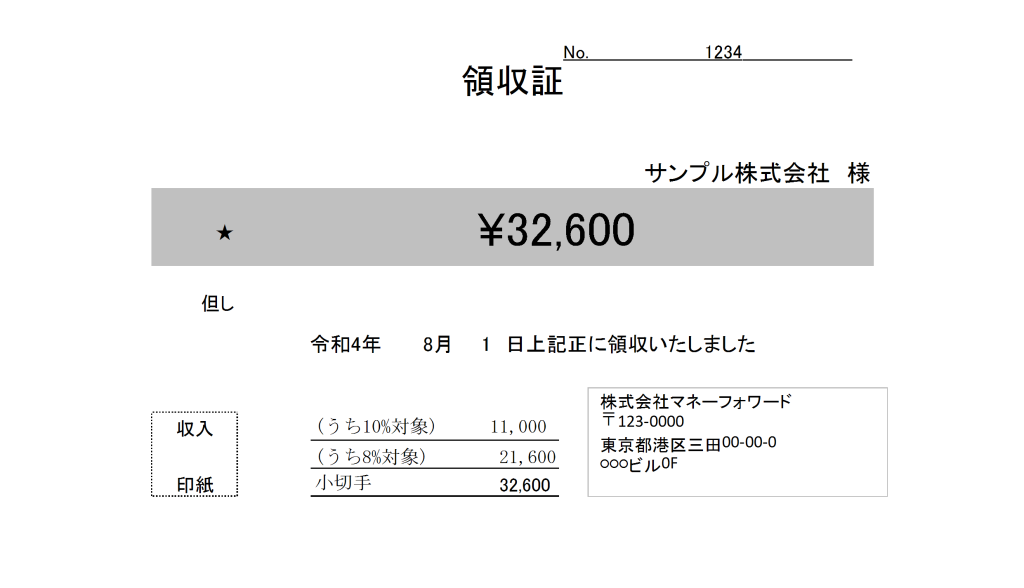 No. 1234
領収証
サンプル株式会社 様
★ ¥32,600
但し
令和4年 8月 1 日上記正に領収いたしました
収入
印紙
(うち10%対象) 11,000
(うち8%対象) 21,600
小切手 32,600
株式会社マネーフォワード
〒123-0000
東京都港区三田00-00-0
○○○ビル0F